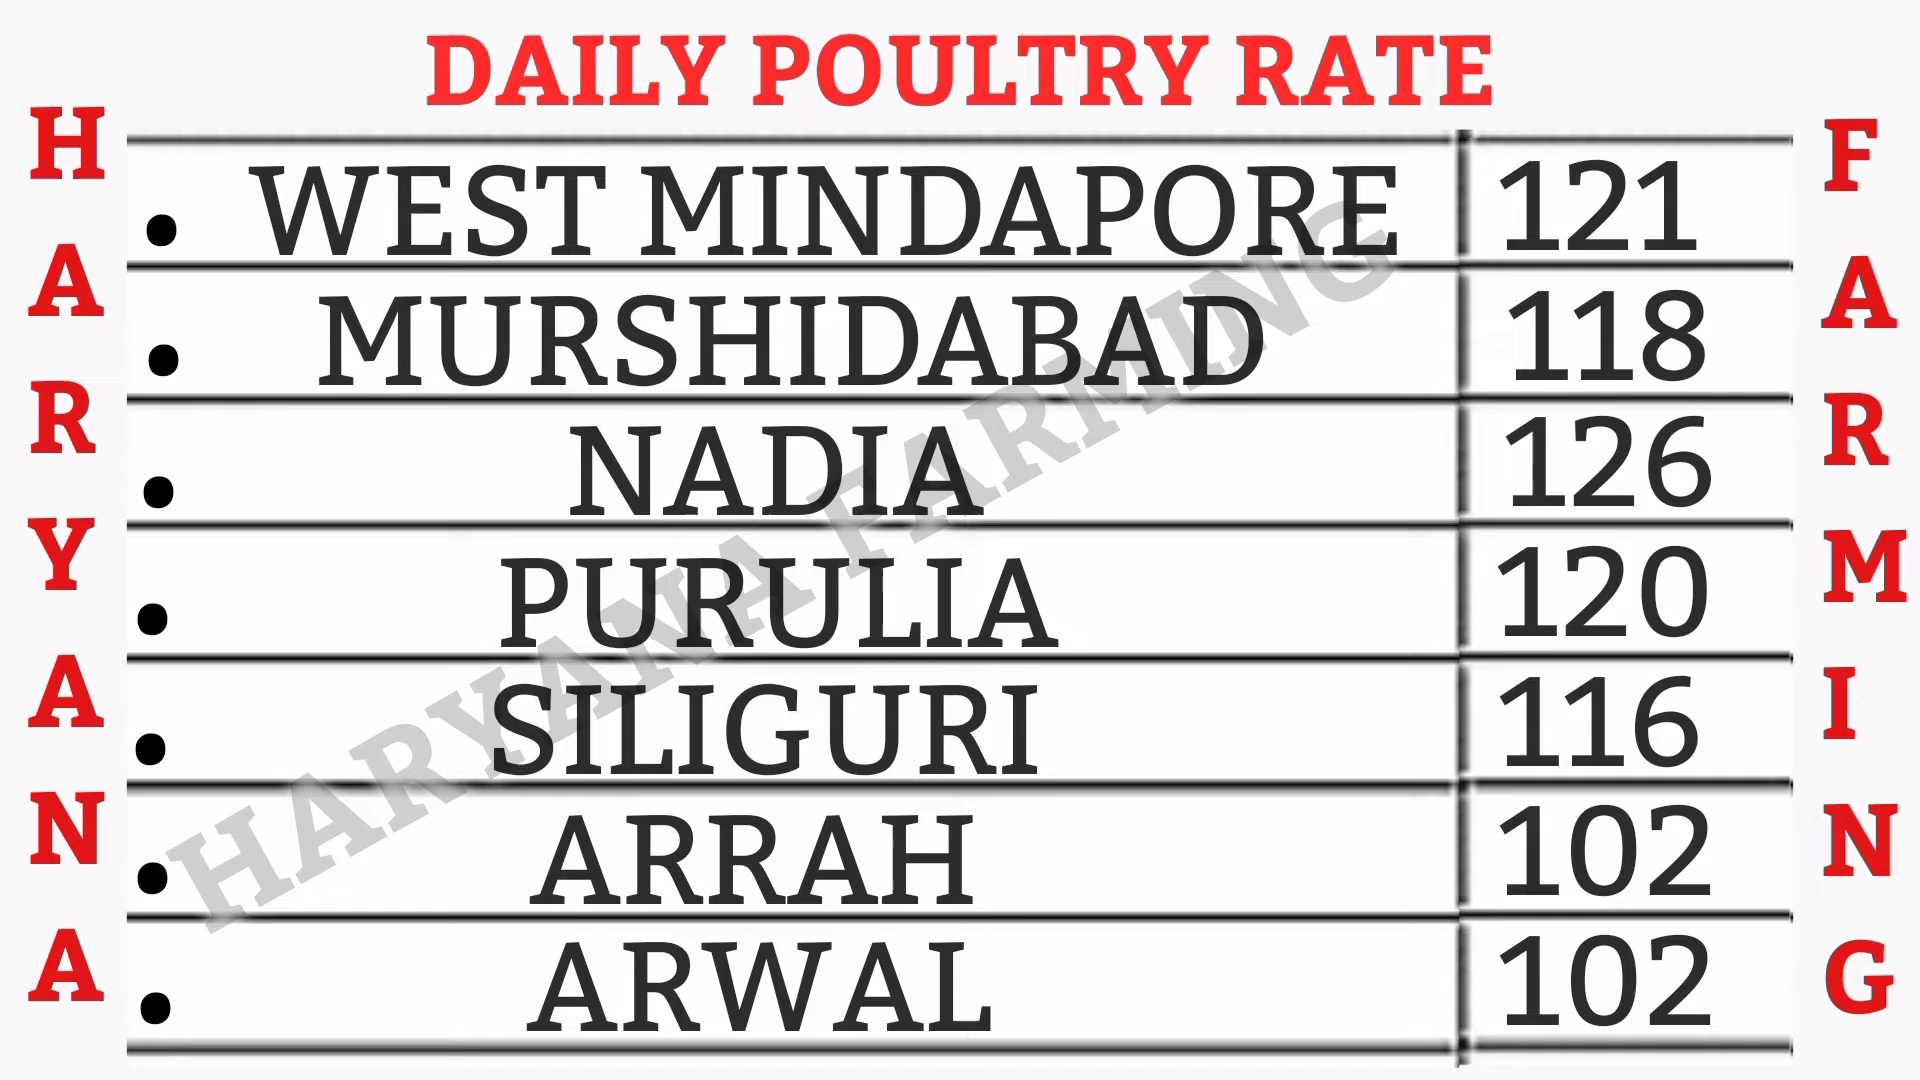 DAILY POULTRY RATE
HARYANA
• WEST MINDAPORE 121
• MURSHIDABAD 118
• NADIA 126
• PURULIA 120
• SILIGURI 116
• ARRAH 102
• ARWAL 102
FARMING
HARYANA FARMING